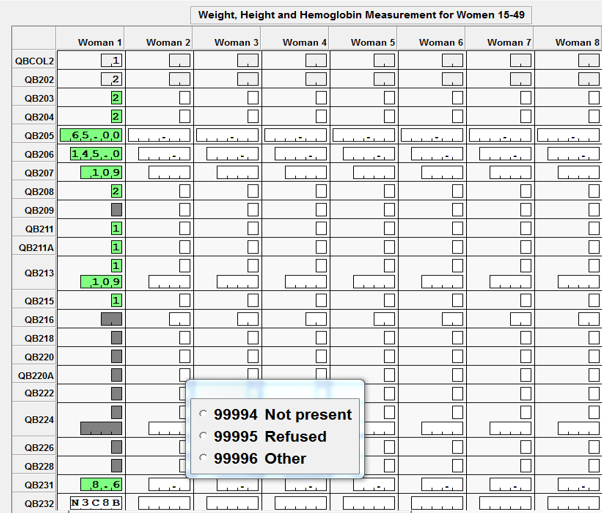 Weight, Height and Hemoglobin Measurement for Women 15-49
Woman 1 Woman 2 Woman 3 Woman 4 Woman 5 Woman 6 Woman 7 Woman 8
QBCOL2 1
QB202 2
QB203 2
QB204 2
QB205 65.00
QB206 145.0
QB207 109
QB208 2
QB209
QB211 1
QB211A 1
QB213 1
109
QB215 1
QB216
QB218
QB220
QB220A
QB222
QB224
QB226
QB228
QB231 8.6
QB232 N3C8B
99994 Not present
99995 Refused
99996 Other